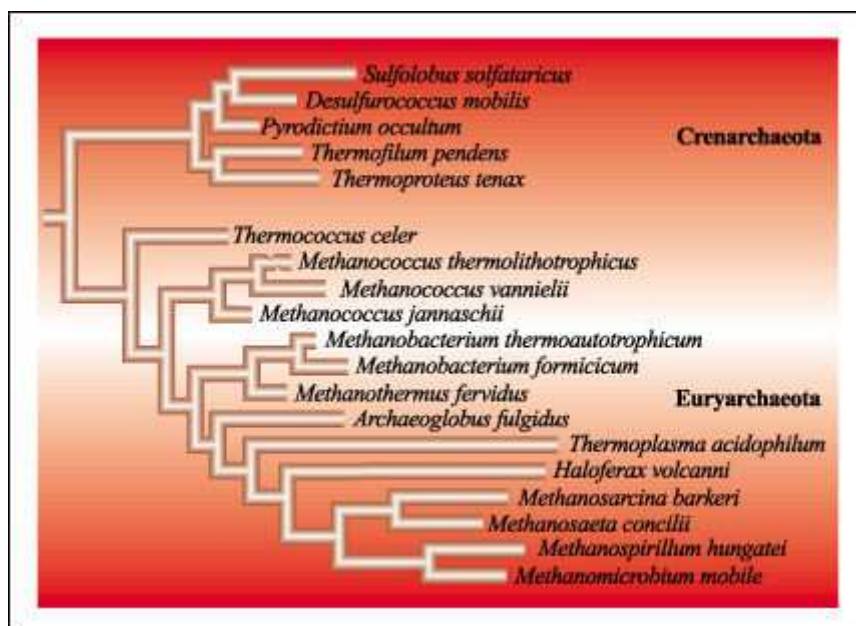 Sulfolobus solfataricus
Desulfurococcus mobilis
Pyrodictium occultum
Crenarchaeota
Thermofilum pendens
Thermoproteus tenax
Thermococcus celer
Methanococcus thermolithotrophicus
Methanococcus vannielii
Methanococcus jannaschii
Methanobacterium thermoautotrophicum
Methanobacterium formicicum
Methanothermus fervidus
Euryarchaeota
Archaeoglobus fulgidus
Thermoplasma acidophilum
Haloferax volcanni
Methanosarcina barkeri
Methanosaeta concilii
Methanospirillum hungatei
Methanomicrobium mobile